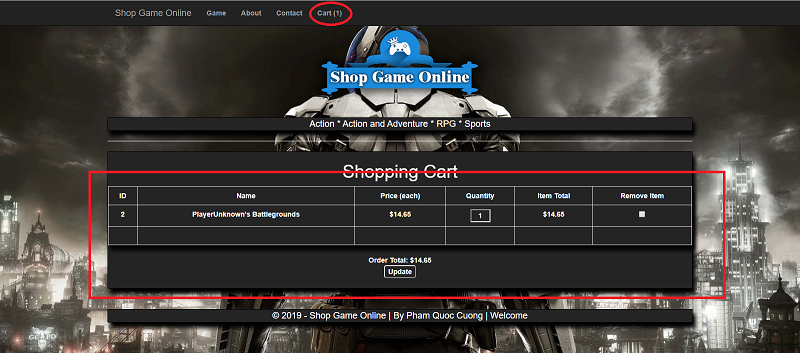 Shop Game Online Game About Contact Cart (1)
Shop Game Online
Action * Action and Adventure * RPG * Sports
Shopping Cart
ID Name Price (each) Quantity Item Total Remove Item
2 PlayerUnknown's Battlegrounds $14.65 1 $14.65
Order Total: $14.65
Update
© 2019 - Shop Game Online | By Pham Quoc Cuong | Welcome
GCAPD